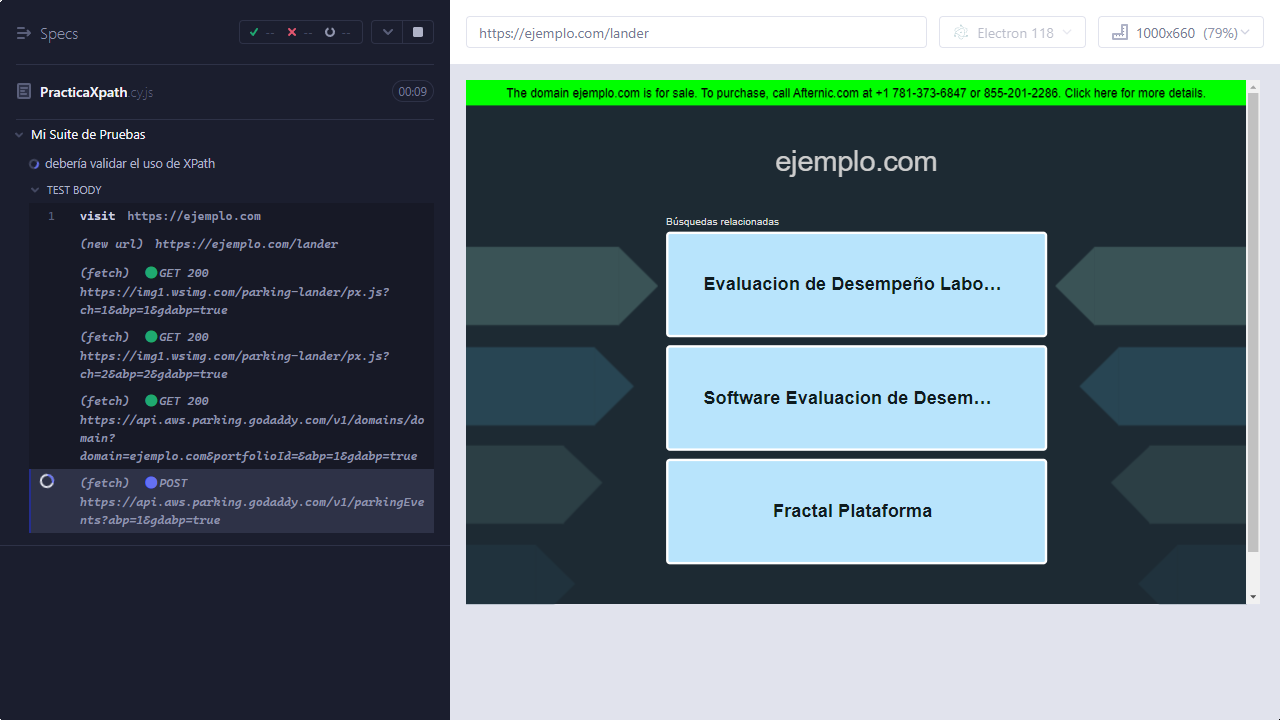 Specs
-- -- --
PracticaXpath.cy.js
00:09
Mi Suite de Pruebas
debería validar el uso de XPath
TEST BODY
1 visit https://ejemplo.com
(new url) https://ejemplo.com/lander
(fetch) GET 200
https://img1.wsimg.com/parking-lander/px.js?
ch=1&abp=1&gdabp=true
(fetch) GET 200
https://img1.wsimg.com/parking-lander/px.js?
ch=2&abp=2&gdabp=true
(fetch) GET 200
https://api.aws.parking.godaddy.com/v1/domains/do
main?
domain=ejemplo.com&portfolioId=&abp=1&gdabp=true
(fetch) POST
https://api.aws.parking.godaddy.com/v1/parkingEve
nts?abp=1&gdabp=true
https://ejemplo.com/lander
Electron 118
1000x660 (79%)
The domain ejemplo.com is for sale. To purchase, call Afternic.com at +1 781-373-6847 or 855-201-2286. Click here for more details.
ejemplo.com
Búsquedas relacionadas
Evaluacion de Desempeño Labo...
Software Evaluacion de Desem...
Fractal Plataforma